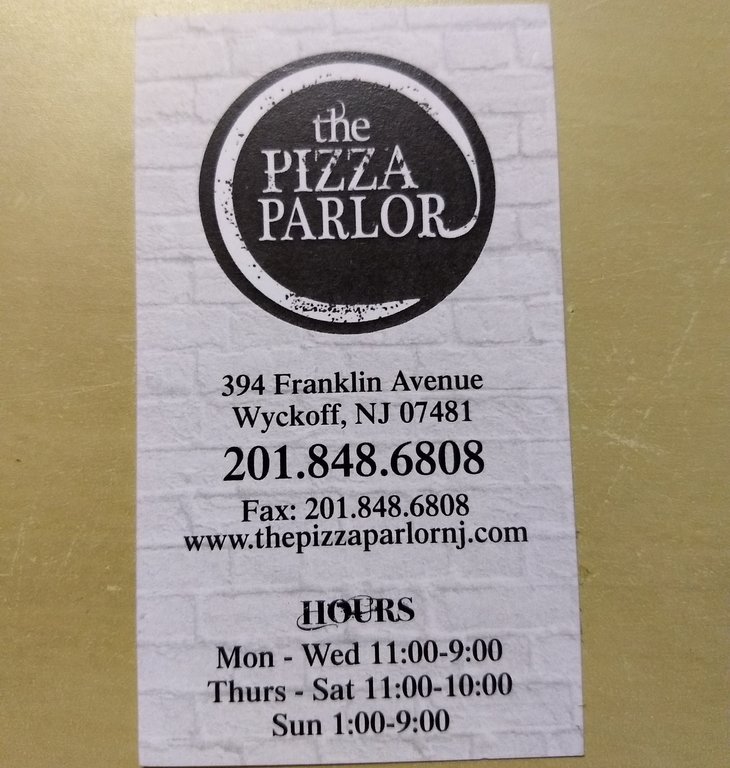 the
PIZZA
PARLOR
394 Franklin Avenue
Wyckoff, NJ 07481
201.848.6808
Fax: 201.848.6808
www.thepizzaparlornj.com
HOURS
Mon - Wed 11:00-9:00
Thurs - Sat 11:00-10:00
Sun 1:00-9:00